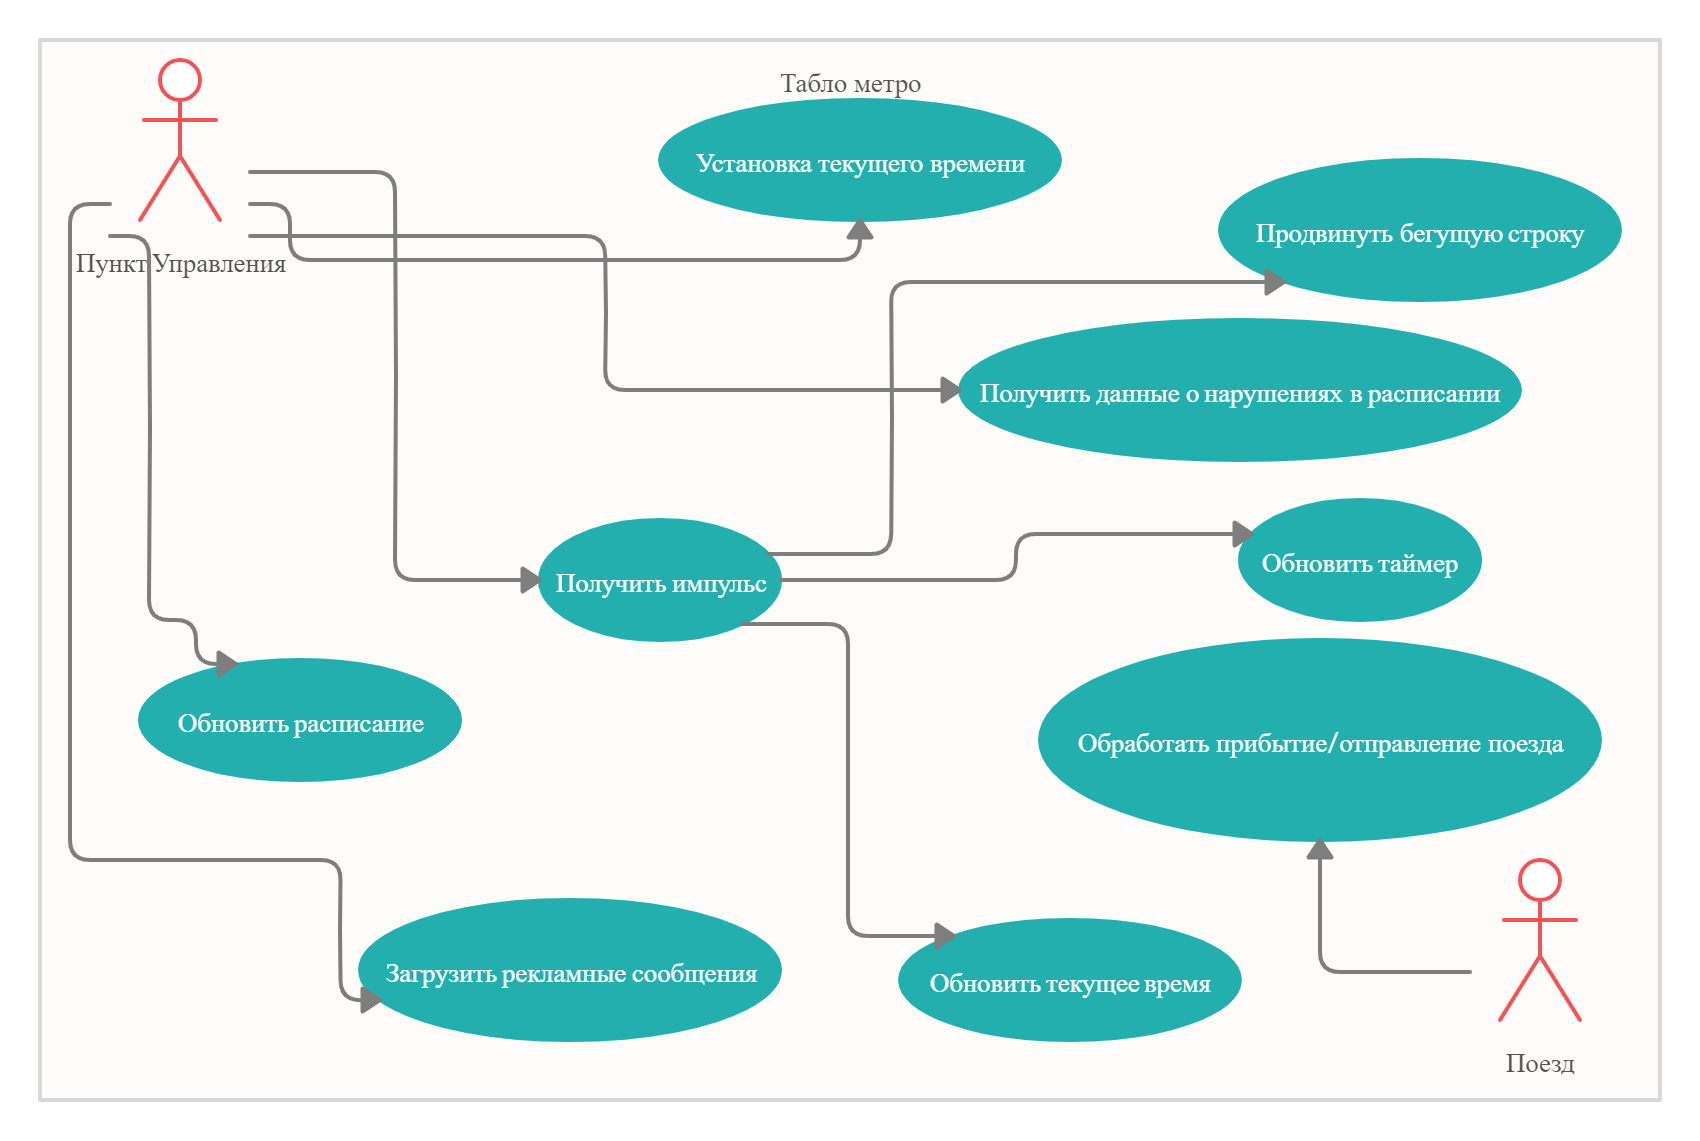 Табло метро
Установка текущего времени
Продвинуть бегущую строку
Пункт Управления
Получить данные о нарушениях в расписании
Обновить таймер
Получить импульс
Обновить расписание
Обработать прибытие/отправление поезда
Загрузить рекламные сообщения
Обновить текущее время
Поезд